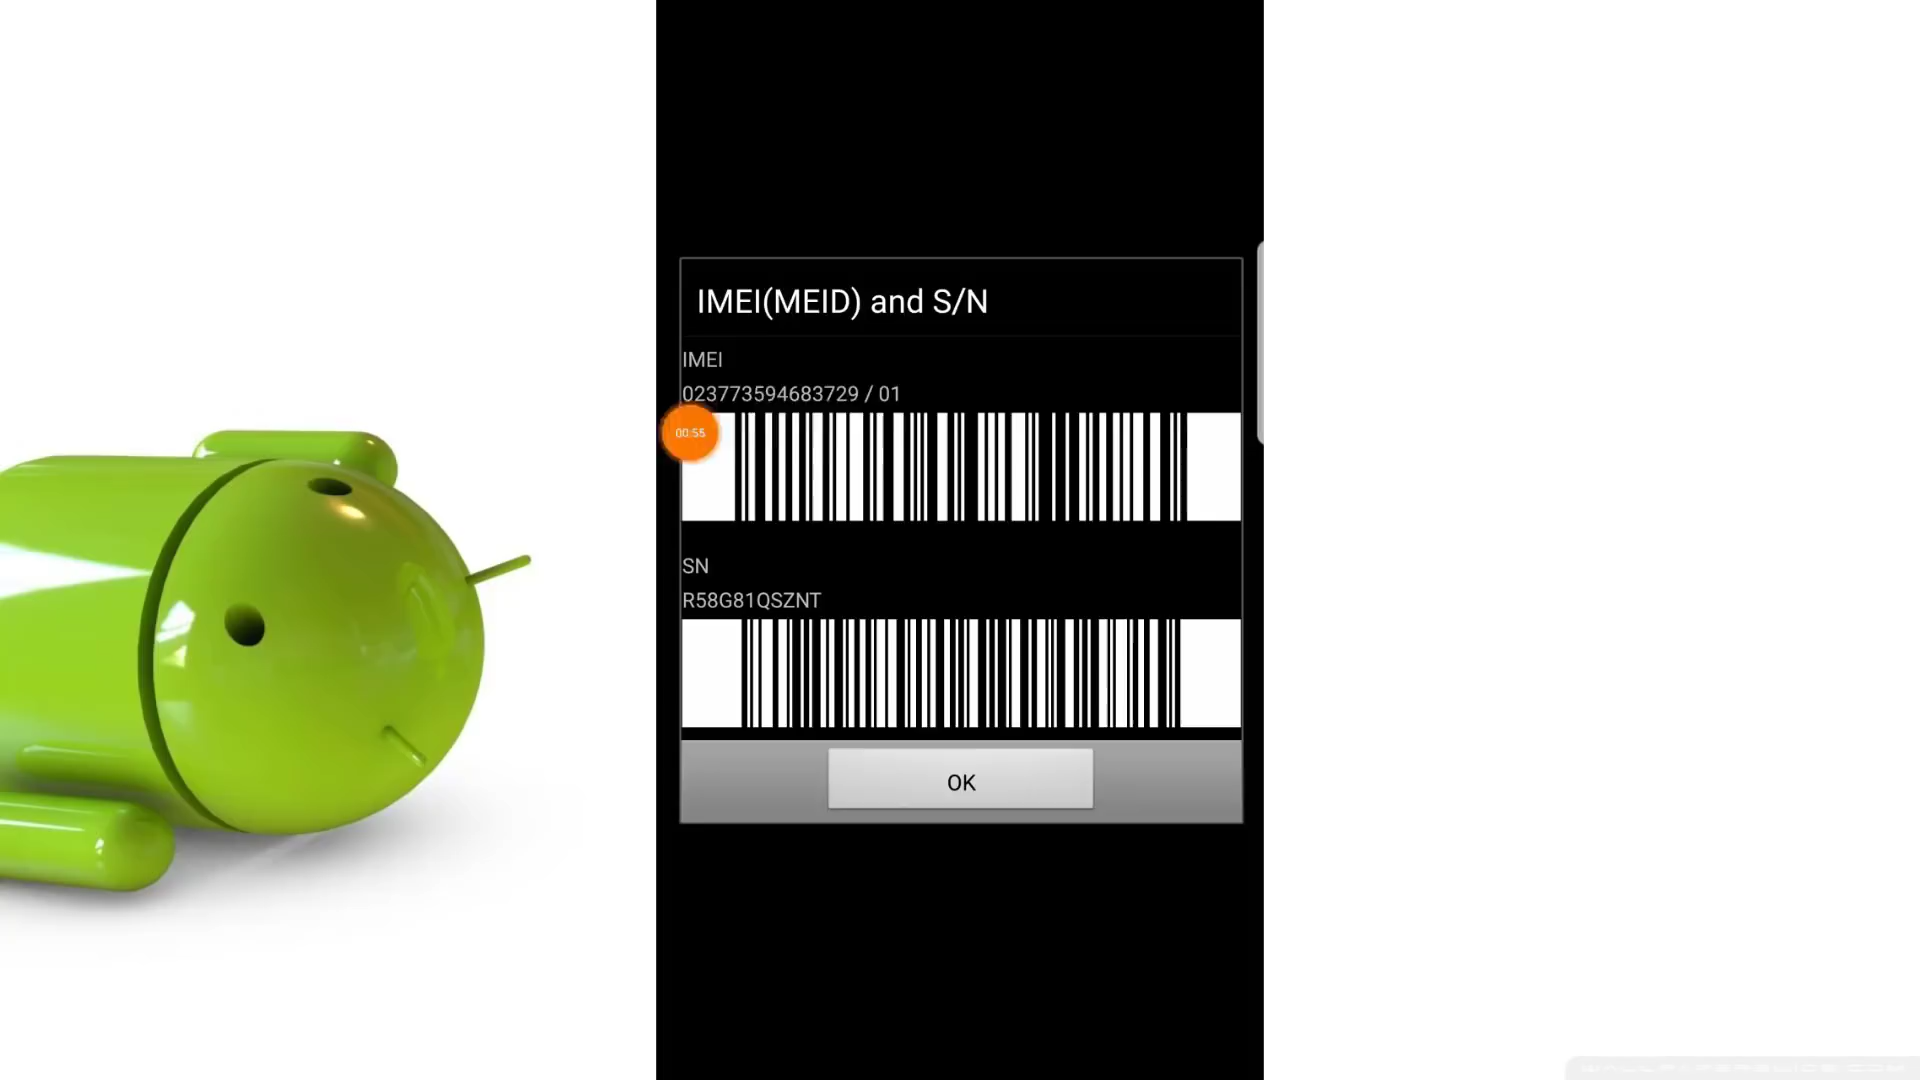 IMEI(MEID) and S/N
IMEI
023773594683729 / 01
00:55
SN
R58G81QSZNT
OK